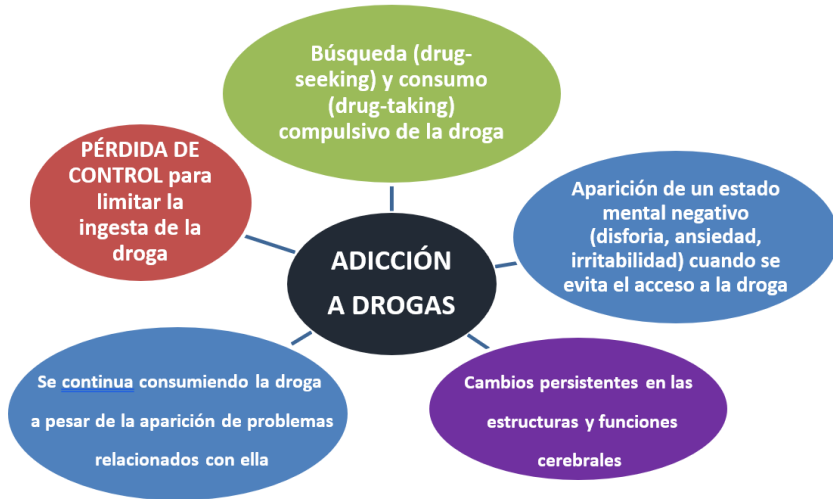 Búsqueda (drug-
seeking) y consumo
(drug-taking)
compulsivo de la droga
PÉRDIDA DE
CONTROL para
limitar la
ingesta de la
droga
Aparición de un estado
mental negativo
(disforia, ansiedad,
irritabilidad) cuando se
evita el acceso a la droga
ADICCIÓN
A DROGAS
Se continua consumiendo la droga
a pesar de la aparición de problemas
relacionados con ella
Cambios persistentes en las
estructuras y funciones
cerebrales